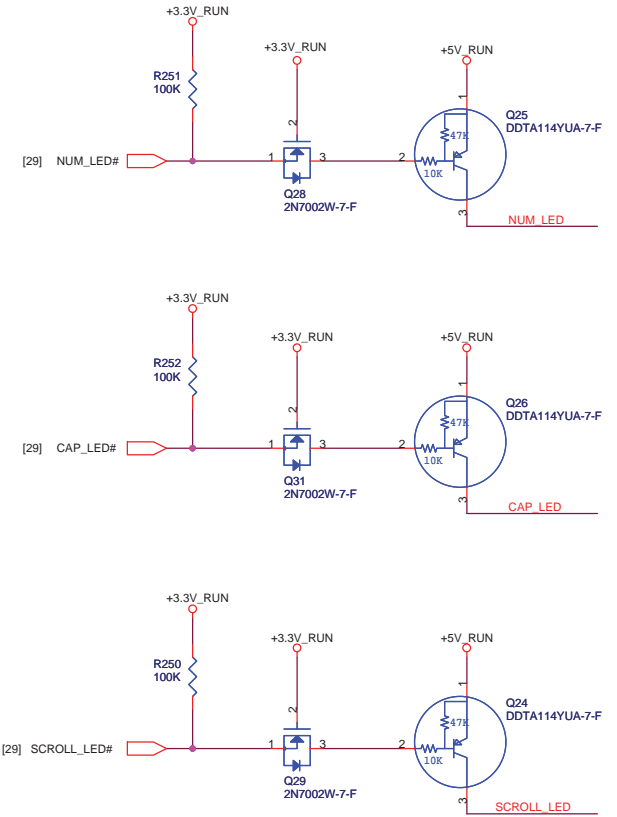 +3.3V_RUN
+3.3V_RUN
+5V_RUN
R251
100K
1
Q25
DDTA114YUA-7-F
2
47K
[29] NUM_LED#
1
3
2
10K
Q28
2N7002W-7-F
3
NUM_LED
+3.3V_RUN
+3.3V_RUN
+5V_RUN
R252
100K
1
Q26
DDTA114YUA-7-F
2
47K
[29] CAP_LED#
1
3
2
10K
Q31
2N7002W-7-F
3
CAP_LED
+3.3V_RUN
+3.3V_RUN
+5V_RUN
R250
100K
1
Q24
DDTA114YUA-7-F
2
47K
[29] SCROLL_LED#
1
3
2
10K
Q29
2N7002W-7-F
3
SCROLL_LED